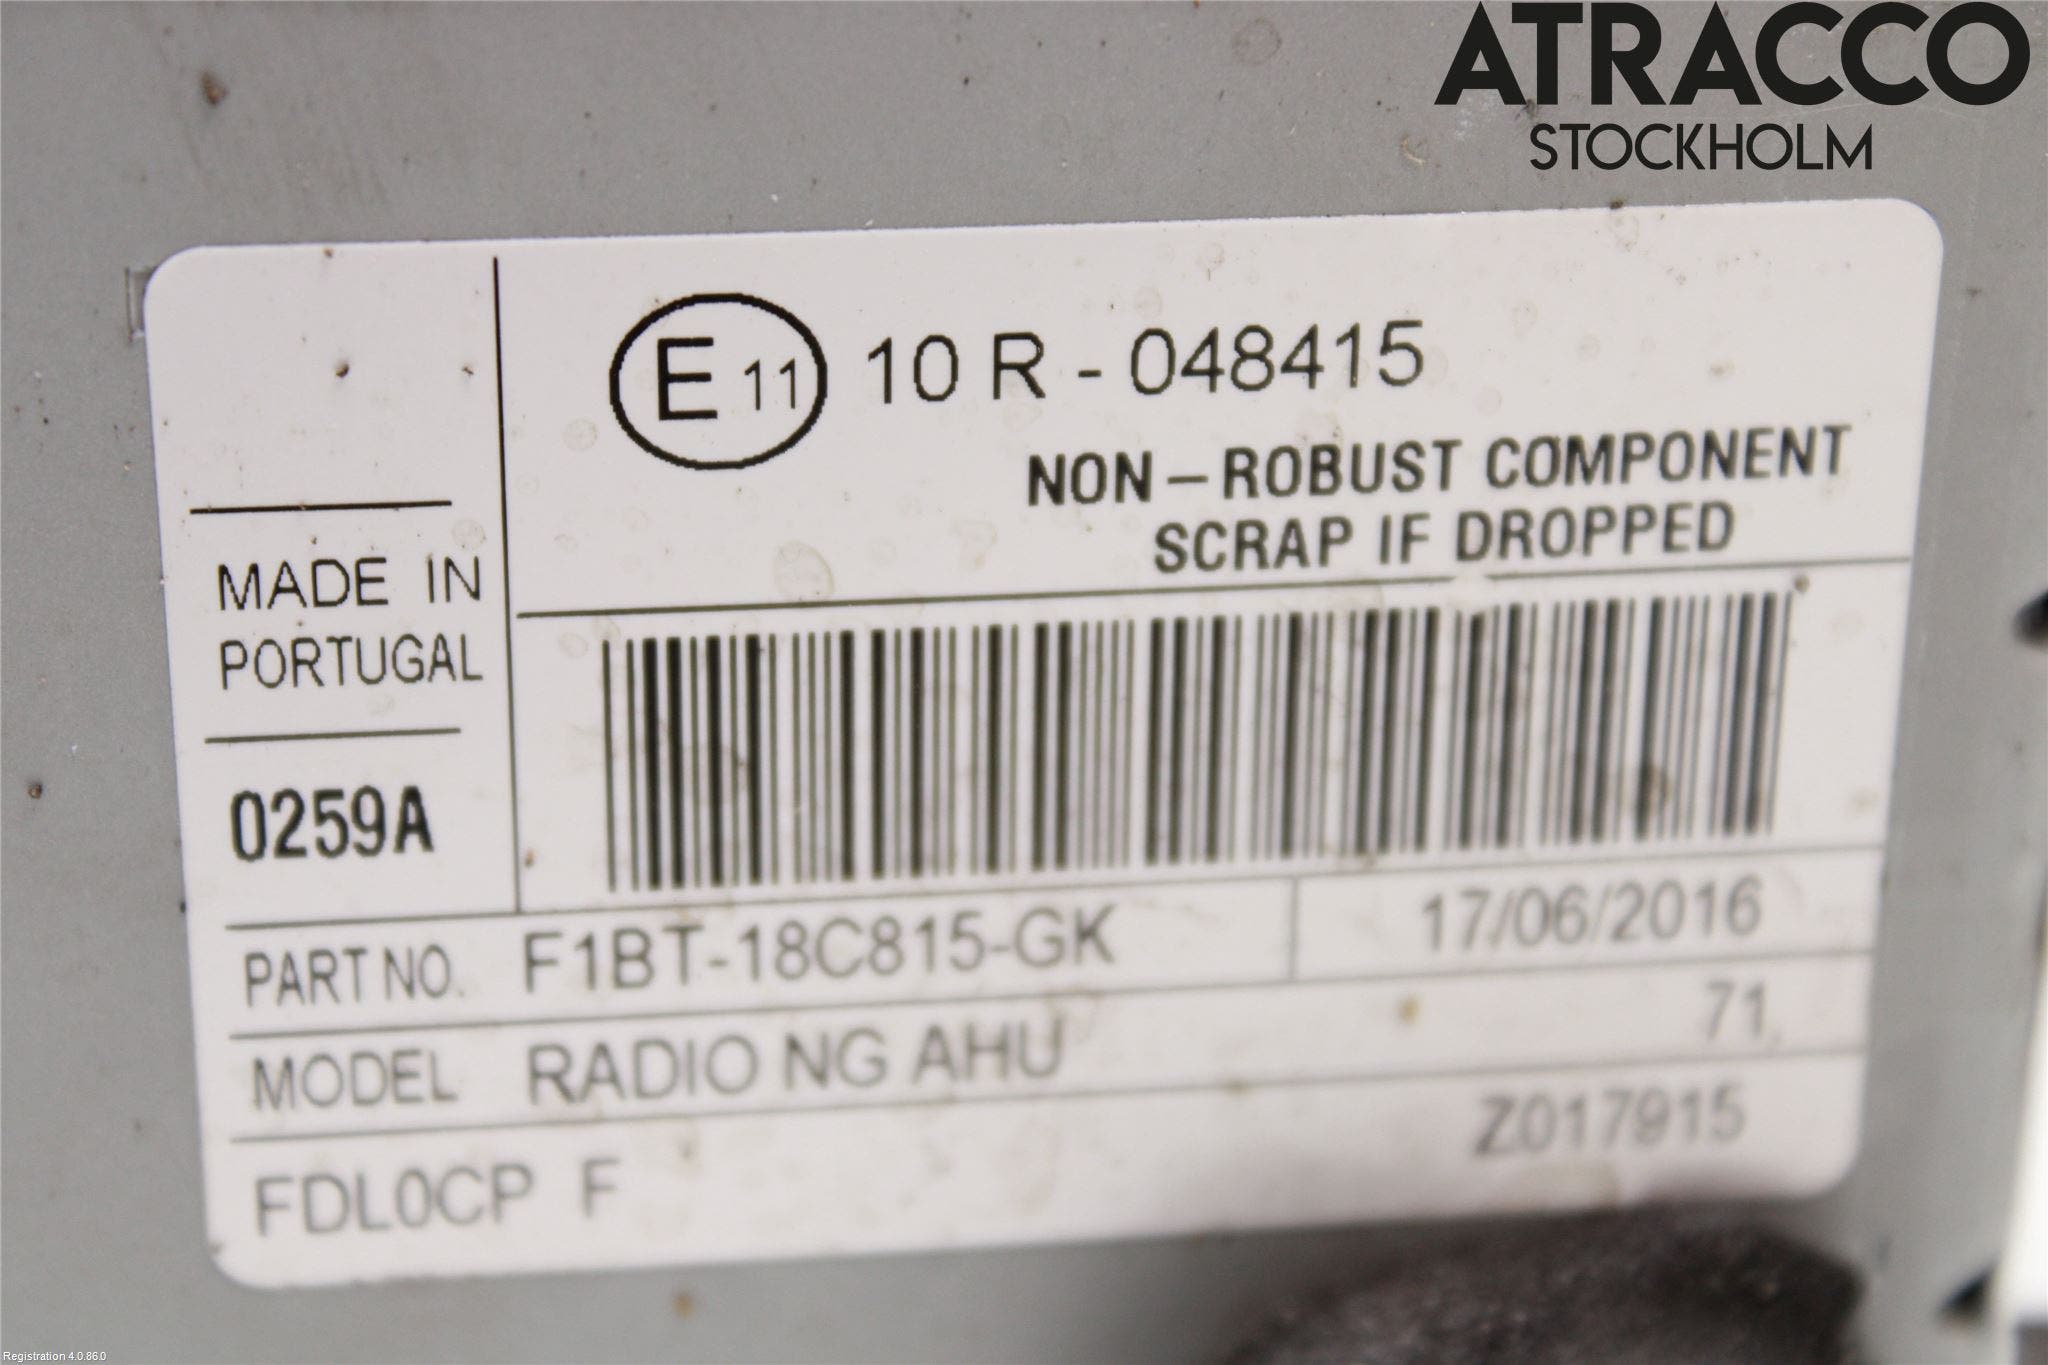 ATRACCO
STOCKHOLM
E 11 10 R - 048415
NON-ROBUST COMPONENT
SCRAP IF DROPPED
MADE IN
PORTUGAL
0259A
PART NO. F1BT-18C815-GK 17/06/2016
MODEL RADIO NG AHU 71.
FDL0CP F Z017915
Registration 4.0.86.0